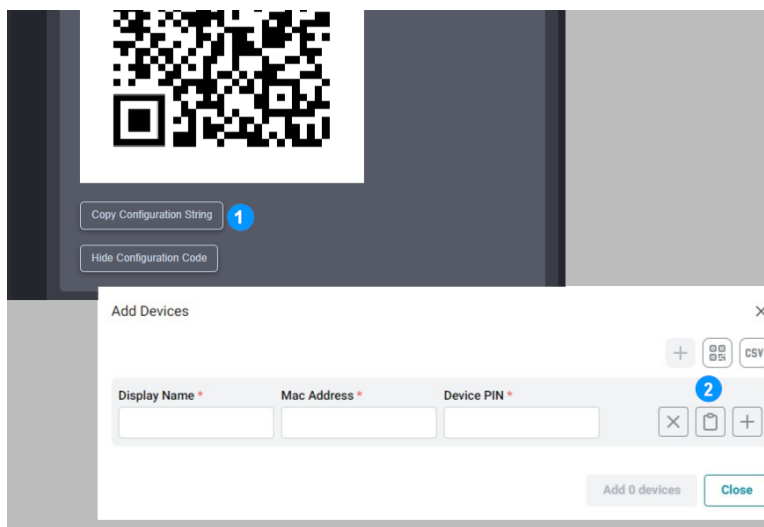 Copy Configuration String
1
Hide Configuration Code
Add Devices
CSV
Display Name * Mac Address * Device PIN *
2
Add 0 devices Close